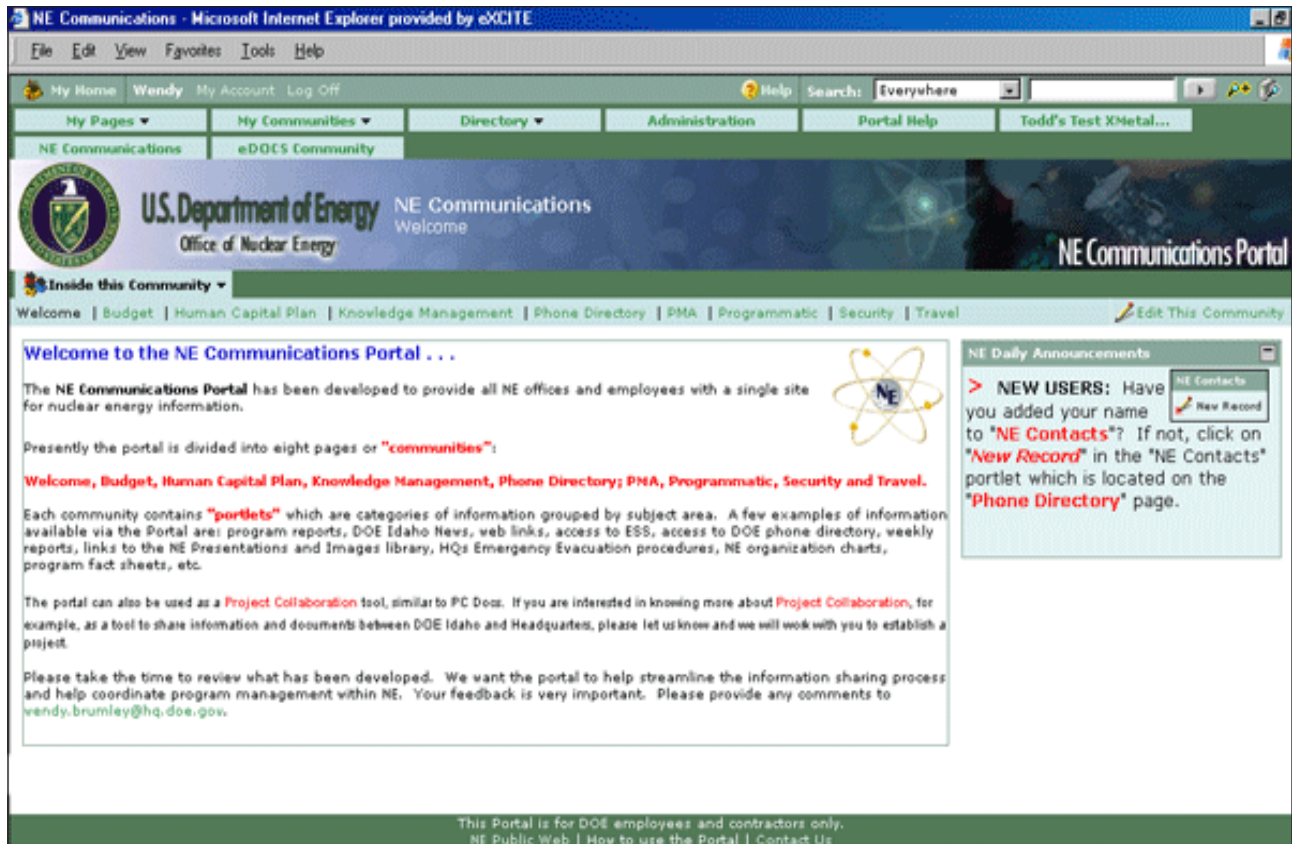 NE Communications - Microsoft Internet Explorer provided by eXCITE
File Edit View Favorites Tools Help
My Home Wendy My Account Log Off Help Search: Everywhere
My Pages My Communities Directory Administration Portal Help Todd's Test XMetal...
NE Communications eDOCS Community
U.S. Department of Energy
Office of Nuclear Energy
NE Communications
Welcome
NE Communications Portal
Inside this Community
Welcome | Budget | Human Capital Plan | Knowledge Management | Phone Directory | PMA | Programmatic | Security | Travel Edit This Community
Welcome to the NE Communications Portal . . .
The NE Communications Portal has been developed to provide all NE offices and employees with a single site
for nuclear energy information.
NE
Presently the portal is divided into eight pages or "communities":
Welcome, Budget, Human Capital Plan, Knowledge Management, Phone Directory; PMA, Programmatic, Security and Travel.
Each community contains "portlets" which are categories of information grouped by subject area. A few examples of information
available via the Portal are: program reports, DOE Idaho News, web links, access to ESS, access to DOE phone directory, weekly
reports, links to the NE Presentations and Images library, HQs Emergency Evacuation procedures, NE organization charts,
program fact sheets, etc.
The portal can also be used as a Project Collaboration tool, similar to PC Docs. If you are interested in knowing more about Project Collaboration, for
example, as a tool to share information and documents between DOE Idaho and Headquarters, please let us know and we will work with you to establish a
project.
Please take the time to review what has been developed. We want the portal to help streamline the information sharing process
and help coordinate program management within NE. Your feedback is very important. Please provide any comments to
wendy.brumley@hq.doe.gov.
NE Daily Announcements
> NEW USERS: Have
you added your name
to "NE Contacts"? If not, click on
"New Record" in the "NE Contacts"
portlet which is located on the
"Phone Directory" page.
NE Contacts
New Record
This Portal is for DOE employees and contractors only.
NE Public Web | How to use the Portal | Contact Us